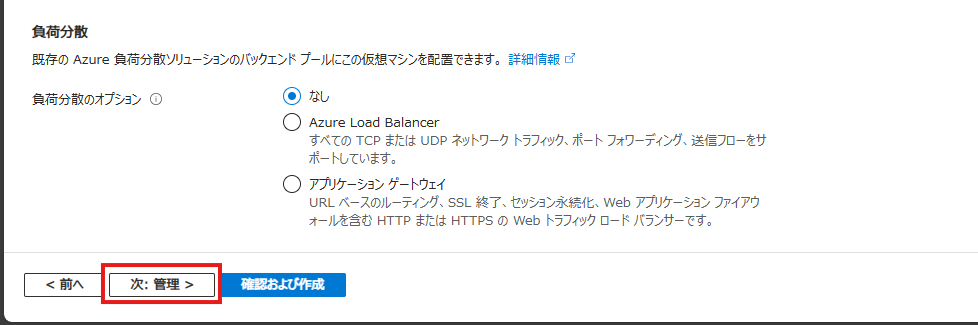 負荷分散
既存の Azure 負荷分散ソリューションのバックエンド プールにこの仮想マシンを配置できます。 詳細情報
負荷分散のオプション
なし
Azure Load Balancer
すべての TCP または UDP ネットワーク トラフィック、ポート フォワーディング、送信フローをサ
ポートしています。
アプリケーション ゲートウェイ
URL ベースのルーティング、SSL 終了、セッション永続化、Web アプリケーション ファイアウ
ォールを含む HTTP または HTTPS の Web トラフィック ロード バランサーです。
< 前へ 次: 管理 > 確認および作成